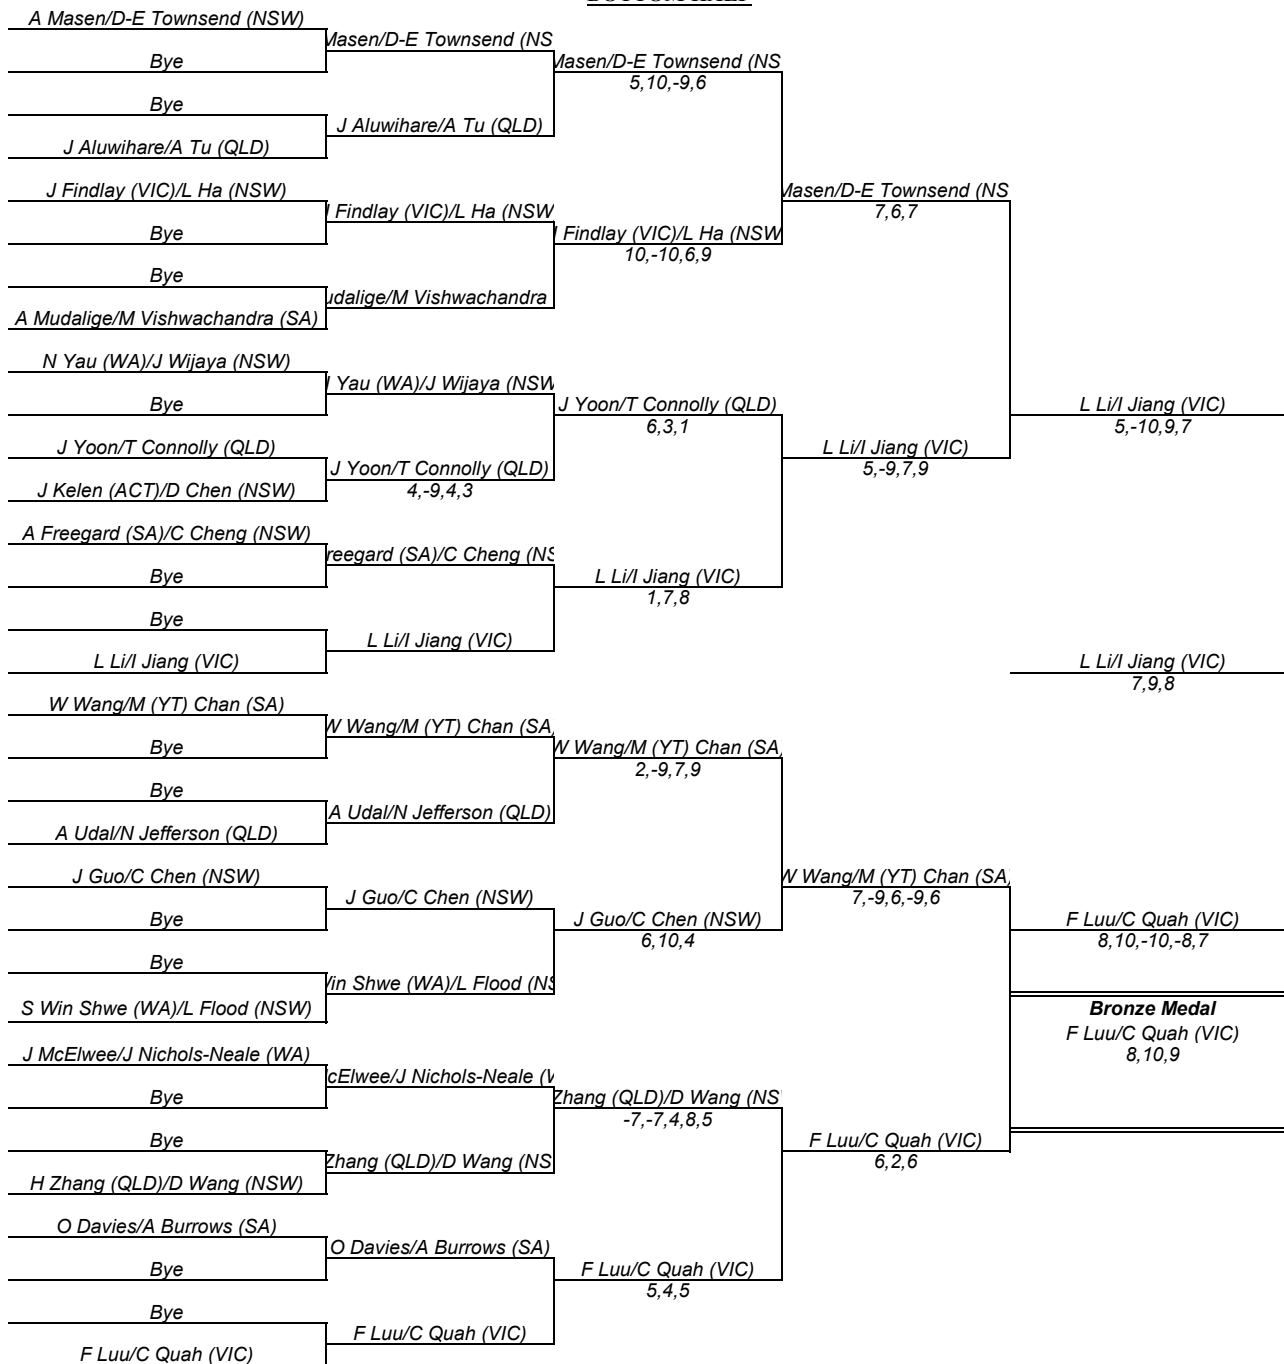 BOTTOM HALF
A Masen/D-E Townsend (NSW)
Bye
Bye
J Aluwihare/A Tu (QLD)
J Findlay (VIC)/L Ha (NSW)
Bye
Bye
A Mudalige/M Vishwachandra (SA)
N Yau (WA)/J Wijaya (NSW)
Bye
J Yoon/T Connolly (QLD)
J Kelen (ACT)/D Chen (NSW)
A Freegard (SA)/C Cheng (NSW)
Bye
Bye
L Li/I Jiang (VIC)
W Wang/M (YT) Chan (SA)
Bye
Bye
A Udal/N Jefferson (QLD)
J Guo/C Chen (NSW)
Bye
Bye
S Win Shwe (WA)/L Flood (NSW)
J McElwee/J Nichols-Neale (WA)
Bye
Bye
H Zhang (QLD)/D Wang (NSW)
O Davies/A Burrows (SA)
Bye
Bye
F Luu/C Quah (VIC)
Masen/D-E Townsend (NS
J Aluwihare/A Tu (QLD)
Findlay (VIC)/L Ha (NSW
udalige/M Vishwachandra
Yau (WA)/J Wijaya (NSW
J Yoon/T Connolly (QLD)
4,-9,4,3
reegard (SA)/C Cheng (NS
L Li/I Jiang (VIC)
W Wang/M (YT) Chan (SA)
A Udal/N Jefferson (QLD)
J Guo/C Chen (NSW)
Win Shwe (WA)/L Flood (NS
cElwee/J Nichols-Neale (W
Zhang (QLD)/D Wang (NS
O Davies/A Burrows (SA)
F Luu/C Quah (VIC)
Masen/D-E Townsend (NS
5,10,-9,6
Findlay (VIC)/L Ha (NSW
10,-10,6,9
J Yoon/T Connolly (QLD)
6,3,1
L Li/I Jiang (VIC)
1,7,8
W Wang/M (YT) Chan (SA)
2,-9,7,9
J Guo/C Chen (NSW)
6,10,4
Zhang (QLD)/D Wang (NS
-7,-7,4,8,5
F Luu/C Quah (VIC)
5,4,5
Masen/D-E Townsend (NS
7,6,7
L Li/I Jiang (VIC)
5,-9,7,9
W Wang/M (YT) Chan (SA)
7,-9,6,-9,6
F Luu/C Quah (VIC)
6,2,6
L Li/I Jiang (VIC)
5,-10,9,7
L Li/I Jiang (VIC)
7,9,8
F Luu/C Quah (VIC)
8,10,-10,-8,7
Bronze Medal
F Luu/C Quah (VIC)
8,10,9